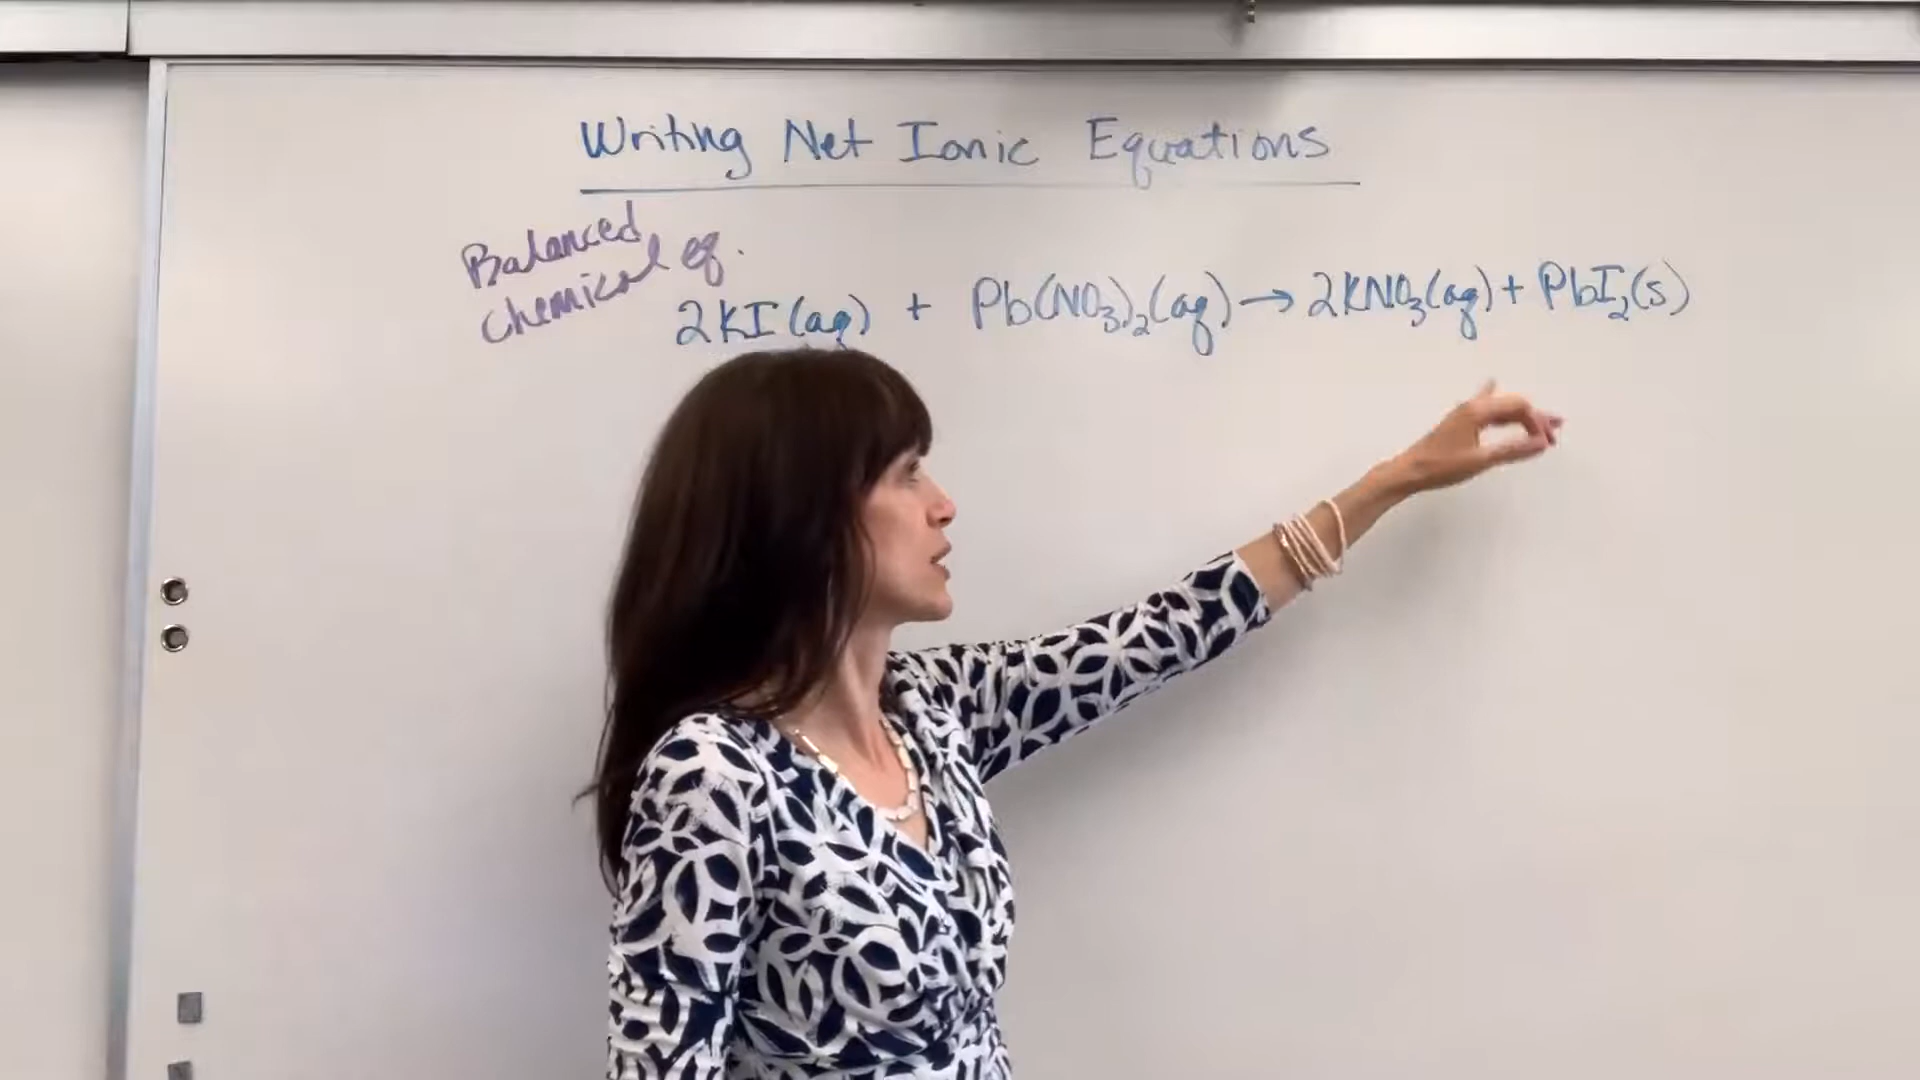 Writing Net Ionic Equations
Balanced
chemical eq.
2KI(aq) + Pb(NO₃)₂(aq) → 2KNO₃(aq) + PbI₂(s)